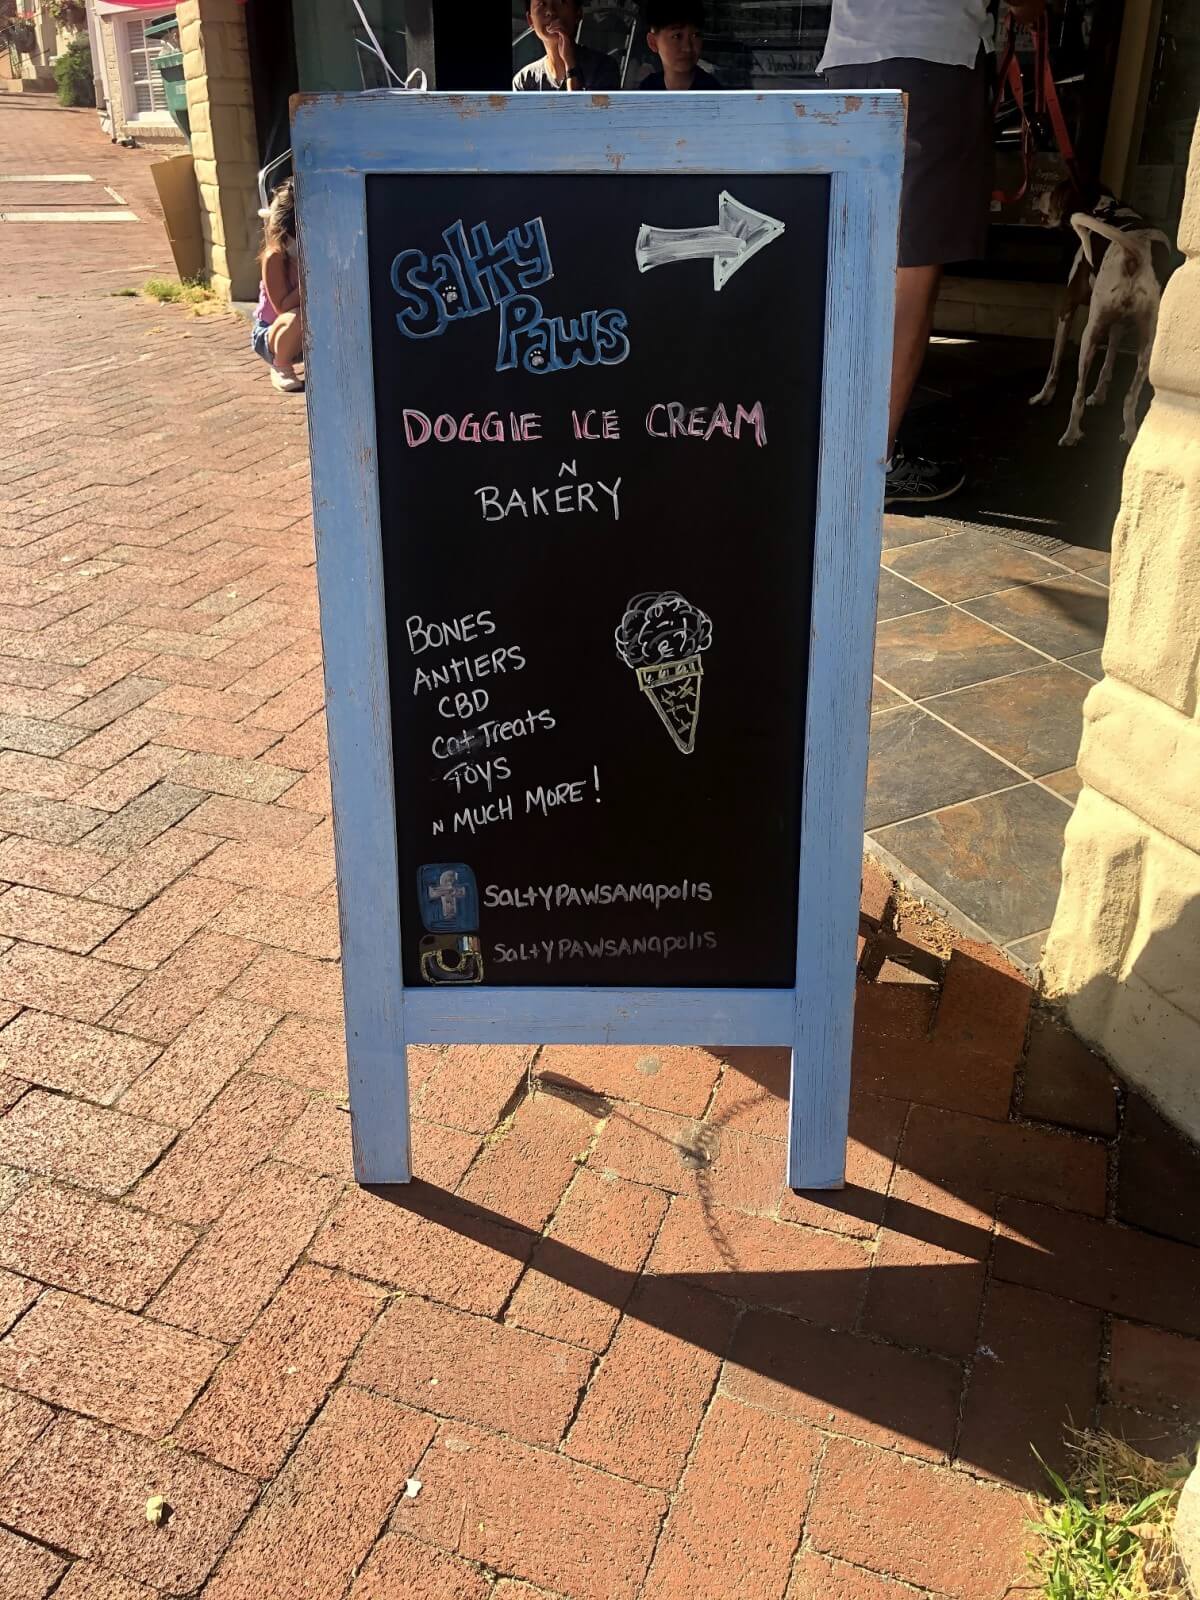 Salty
Paws
DOGGIE ICE CREAM
N
BAKERY
BONES
ANTLERS
CBD
Cat Treats
TOYS
N MUCH MORE!
f SaLtYPAWSANapolis
SaLtYPAWSANapolis